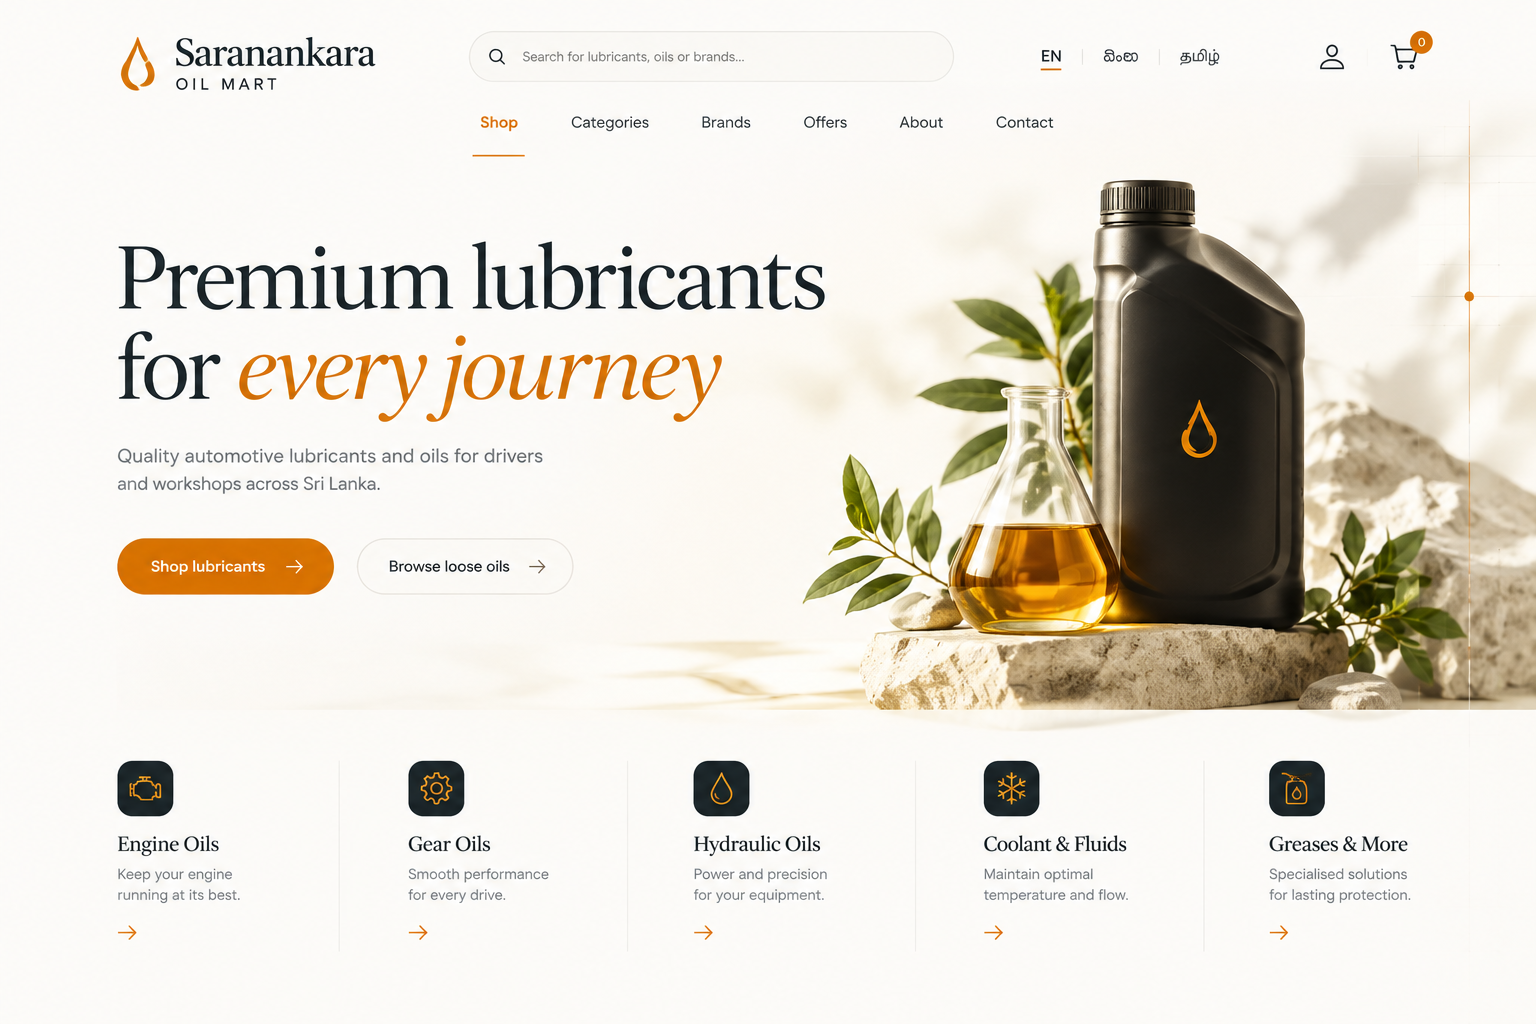 Saranankara
OIL MART
Search for lubricants, oils or brands...
EN
தமிழ்
0
Shop
Categories
Brands
Offers
About
Contact
Premium lubricants
for every journey
Quality automotive lubricants and oils for drivers
and workshops across Sri Lanka.
Shop lubricants
Browse loose oils
Engine Oils
Keep your engine
running at its best.
Gear Oils
Smooth performance
for every drive.
Hydraulic Oils
Power and precision
for your equipment.
Coolant & Fluids
Maintain optimal
temperature and flow.
Greases & More
Specialised solutions
for lasting protection.